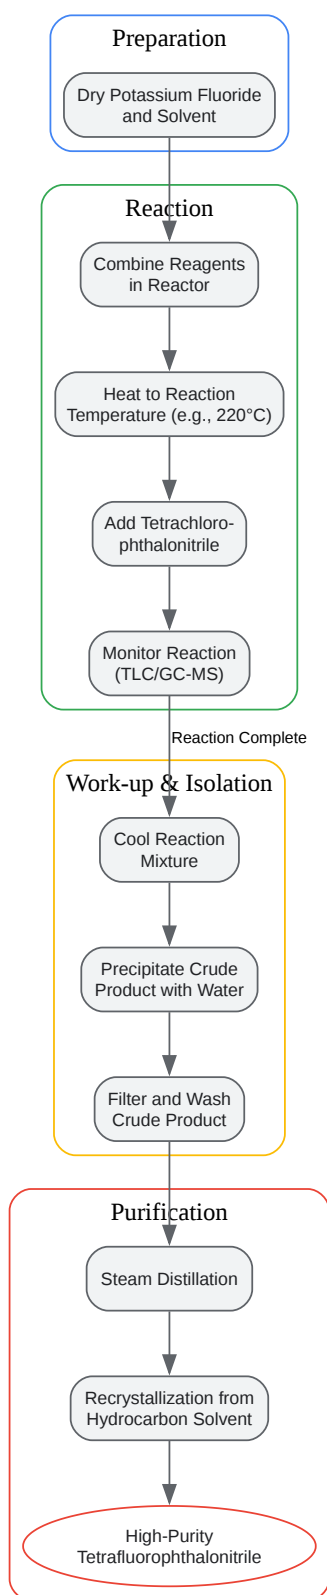 Preparation
Dry Potassium Fluoride
and Solvent
Reaction
Combine Reagents
in Reactor
Heat to Reaction
Temperature (e.g., 220°C)
Add Tetrachloro-
phthalonitrile
Monitor Reaction
(TLC/GC-MS)
Reaction Complete
Work-up & Isolation
Cool Reaction
Mixture
Precipitate Crude
Product with Water
Filter and Wash
Crude Product
Purification
Steam Distillation
Recrystallization from
Hydrocarbon Solvent
High-Purity
Tetrafluorophthalonitrile